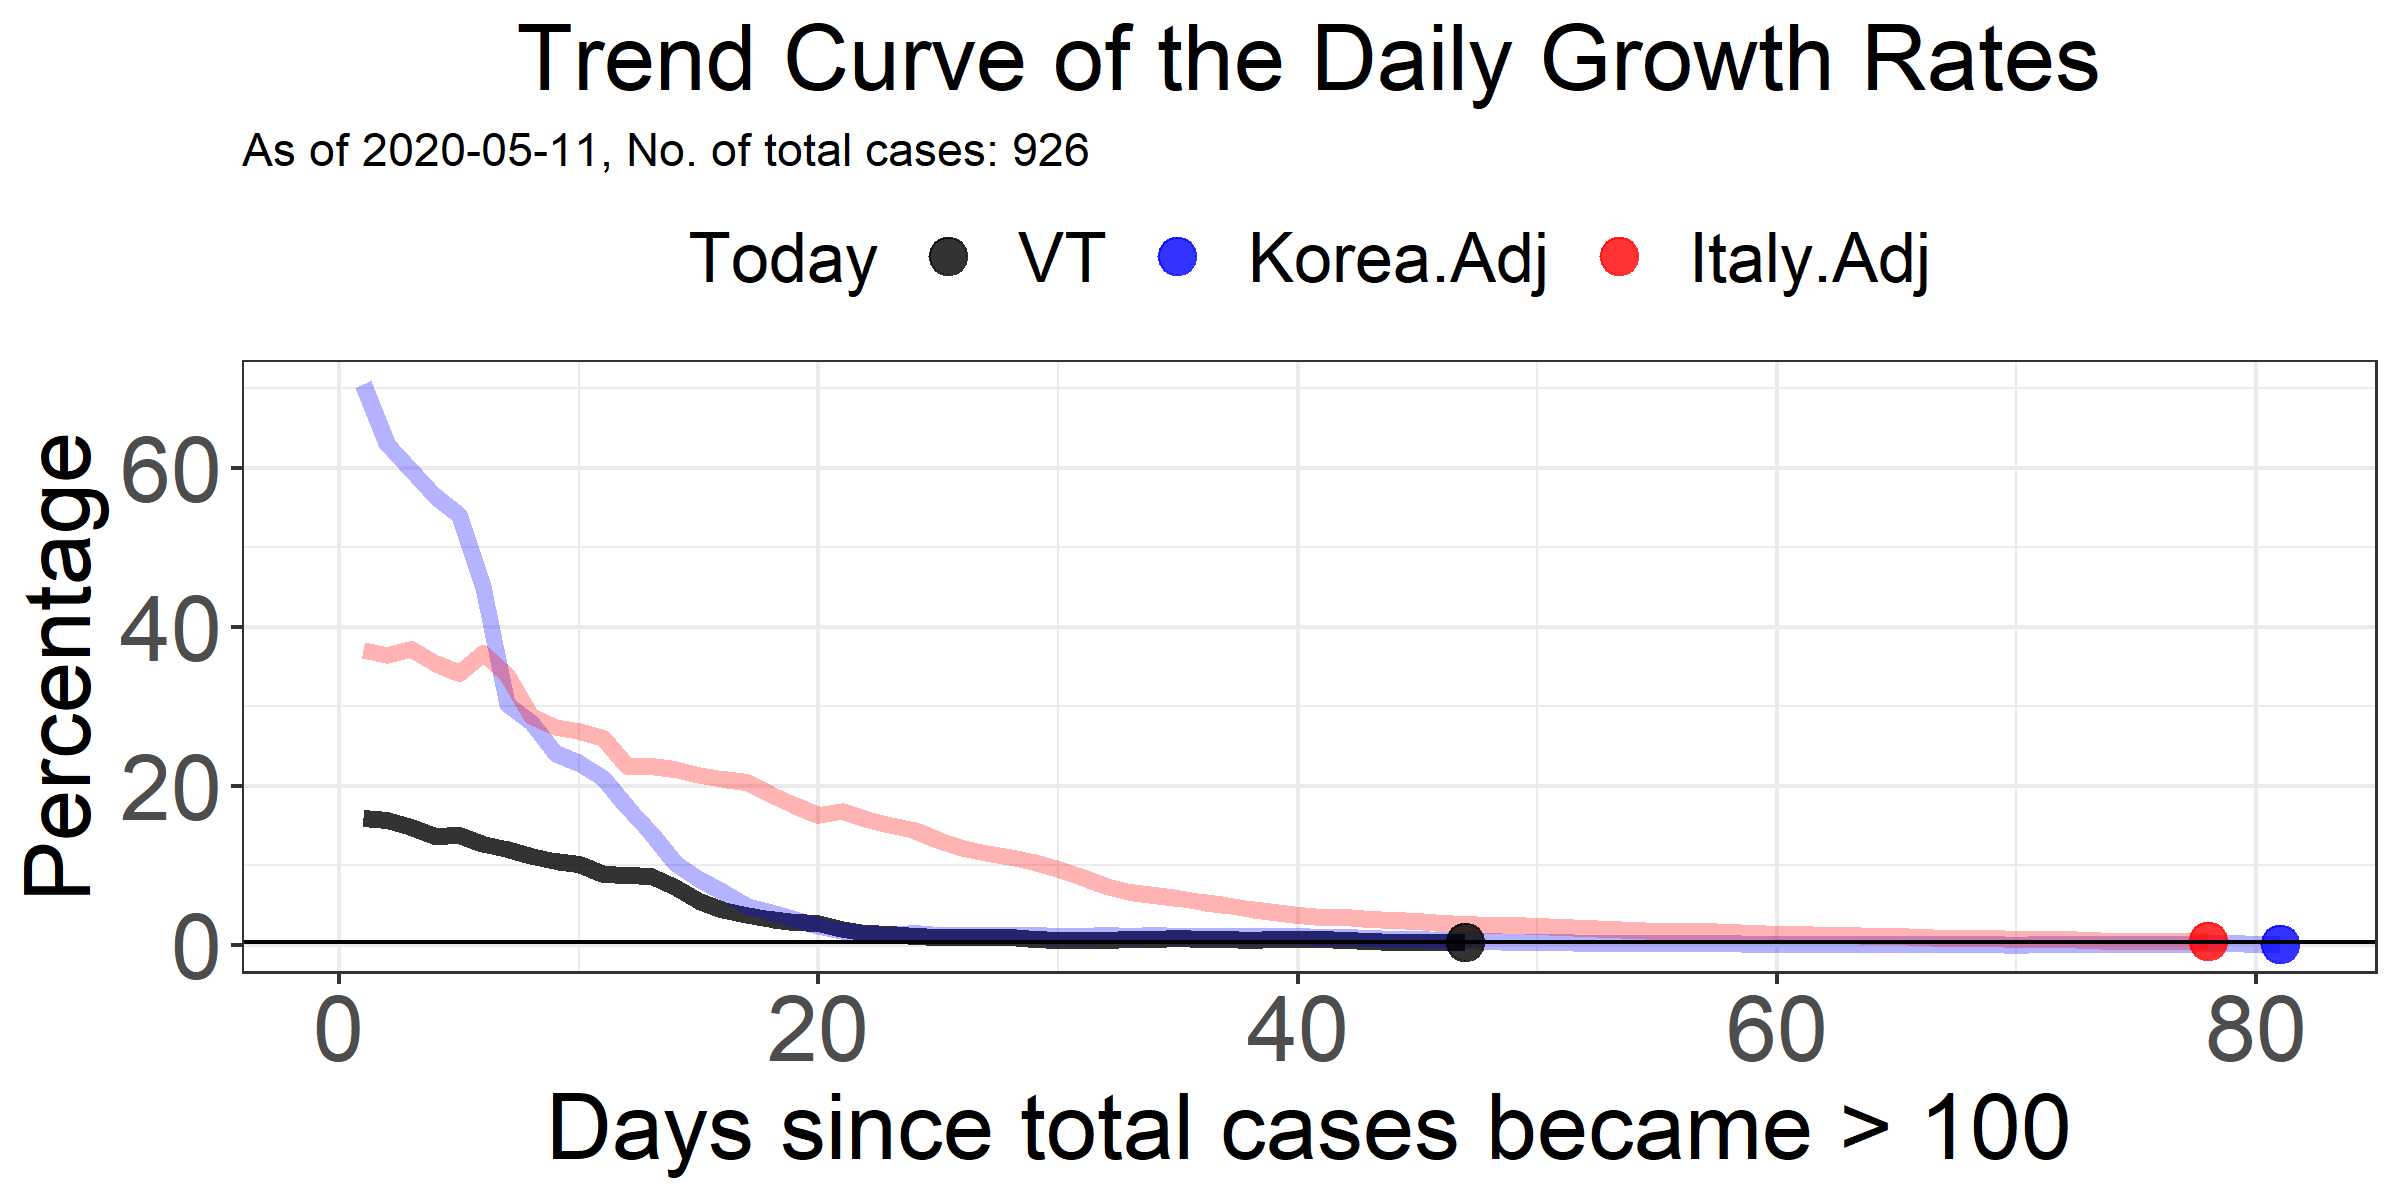 Trend Curve of the Daily Growth Rates
As of 2020-05-11, No. of total cases: 926
Today VT Korea.Adj Italy.Adj
Percentage
60
40
20
0
0 20 40 60 80
Days since total cases became > 100